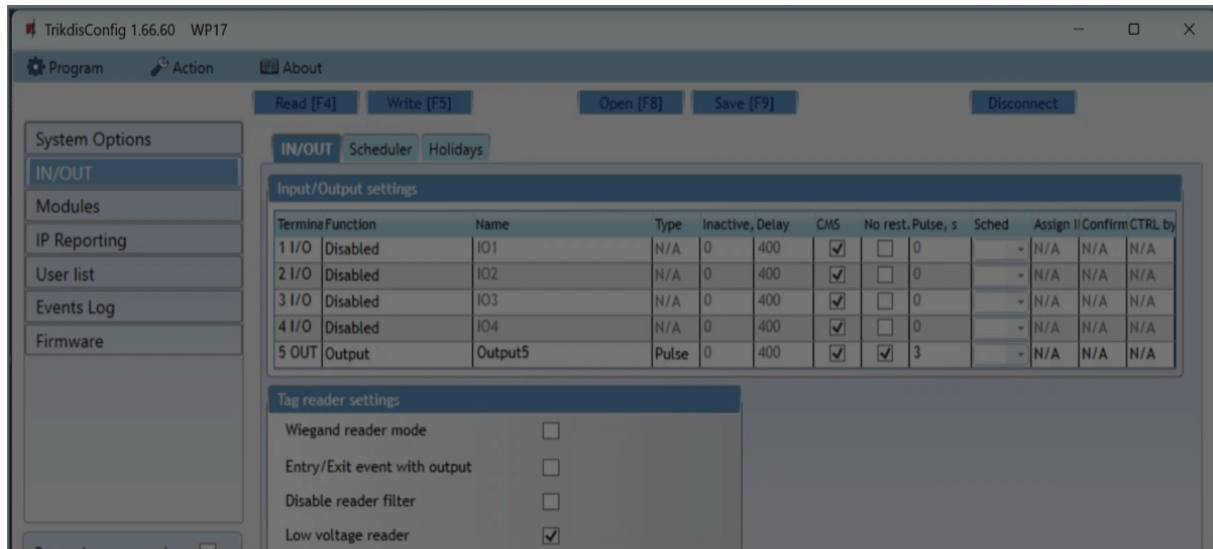 TrikdisConfig 1.66.60 WP17
Program Action About
Read [F4] Write [F5] Open [F8] Save [F9] Disconnect
System Options
IN/OUT
Modules
IP Reporting
User list
Events Log
Firmware
IN/OUT Scheduler Holidays
Input/Output settings
Termina Function Name Type Inactive, Delay CMS No rest. Pulse, s Sched Assign I Confirm CTRL by
1 I/O Disabled IO1 N/A 0 400 0 N/A N/A N/A
2 I/O Disabled IO2 N/A 0 400 0 N/A N/A N/A
3 I/O Disabled IO3 N/A 0 400 0 N/A N/A N/A
4 I/O Disabled IO4 N/A 0 400 0 N/A N/A N/A
5 OUT Output Output5 Pulse 0 400 3 N/A N/A N/A
Tag reader settings
Wiegand reader mode
Entry/Exit event with output
Disable reader filter
Low voltage reader